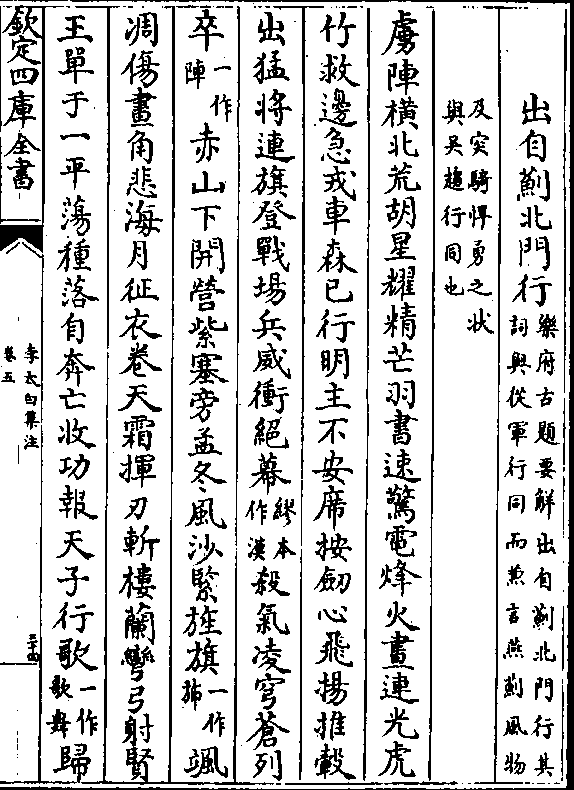 出自薊北門行樂府古題要解出自薊北門行其詞與從軍行同而兼言燕薊風物
及突騎悍勇之状與吴趨行同也
虜陣橫北荒胡星耀精芒羽書速驚電烽火晝連光虎
竹救邊急戎車森已行明主不安席按劒心飛揚推轂
出猛將連旗登戰場兵威衝絕幕繆本作漠殺氣凌穹蒼列
卒一作陣赤山下開營紫塞旁孟冬風沙緊旌旗一作斾颯
凋傷畫角悲海月征衣卷天霜揮刃斬樓蘭彎弓射賢
王單于一平蕩種落自奔亡收功報天子行歌一作歌舞歸
欽定四庫全書
李太白集注
卷五
三十四